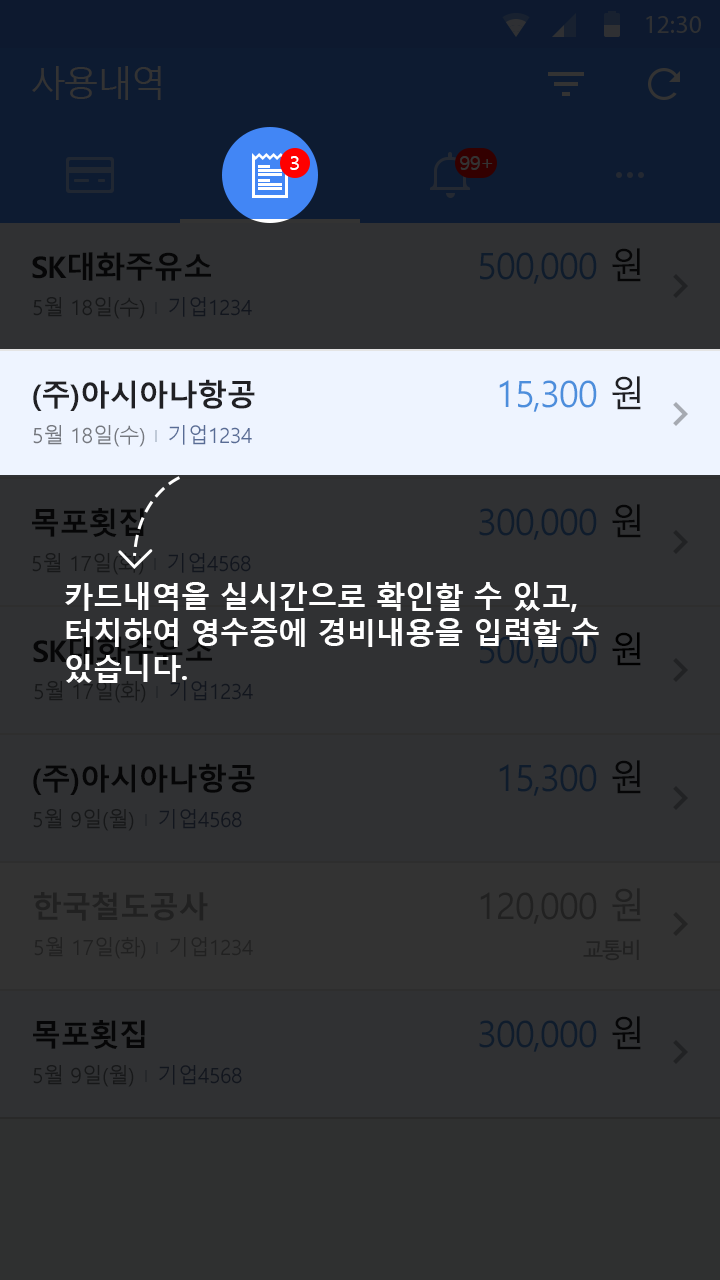 12:30
사용내역
3
99+
SK대화주유소 500,000 원
5월 18일(수) | 기업1234
(주)아시아나항공 15,300 원
5월 18일(수) | 기업1234
목포횟집 300,000 원
5월 17일(화) | 기업4568
카드내역을 실시간으로 확인할 수 있고,
터치하여 영수증에 경비내용을 입력할 수
있습니다.
SK대화주유소 500,000 원
5월 17일(화) | 기업1234
(주)아시아나항공 15,300 원
5월 9일(월) | 기업4568
한국철도공사 120,000 원
5월 17일(화) | 기업1234 교통비
목포횟집 300,000 원
5월 9일(월) | 기업4568